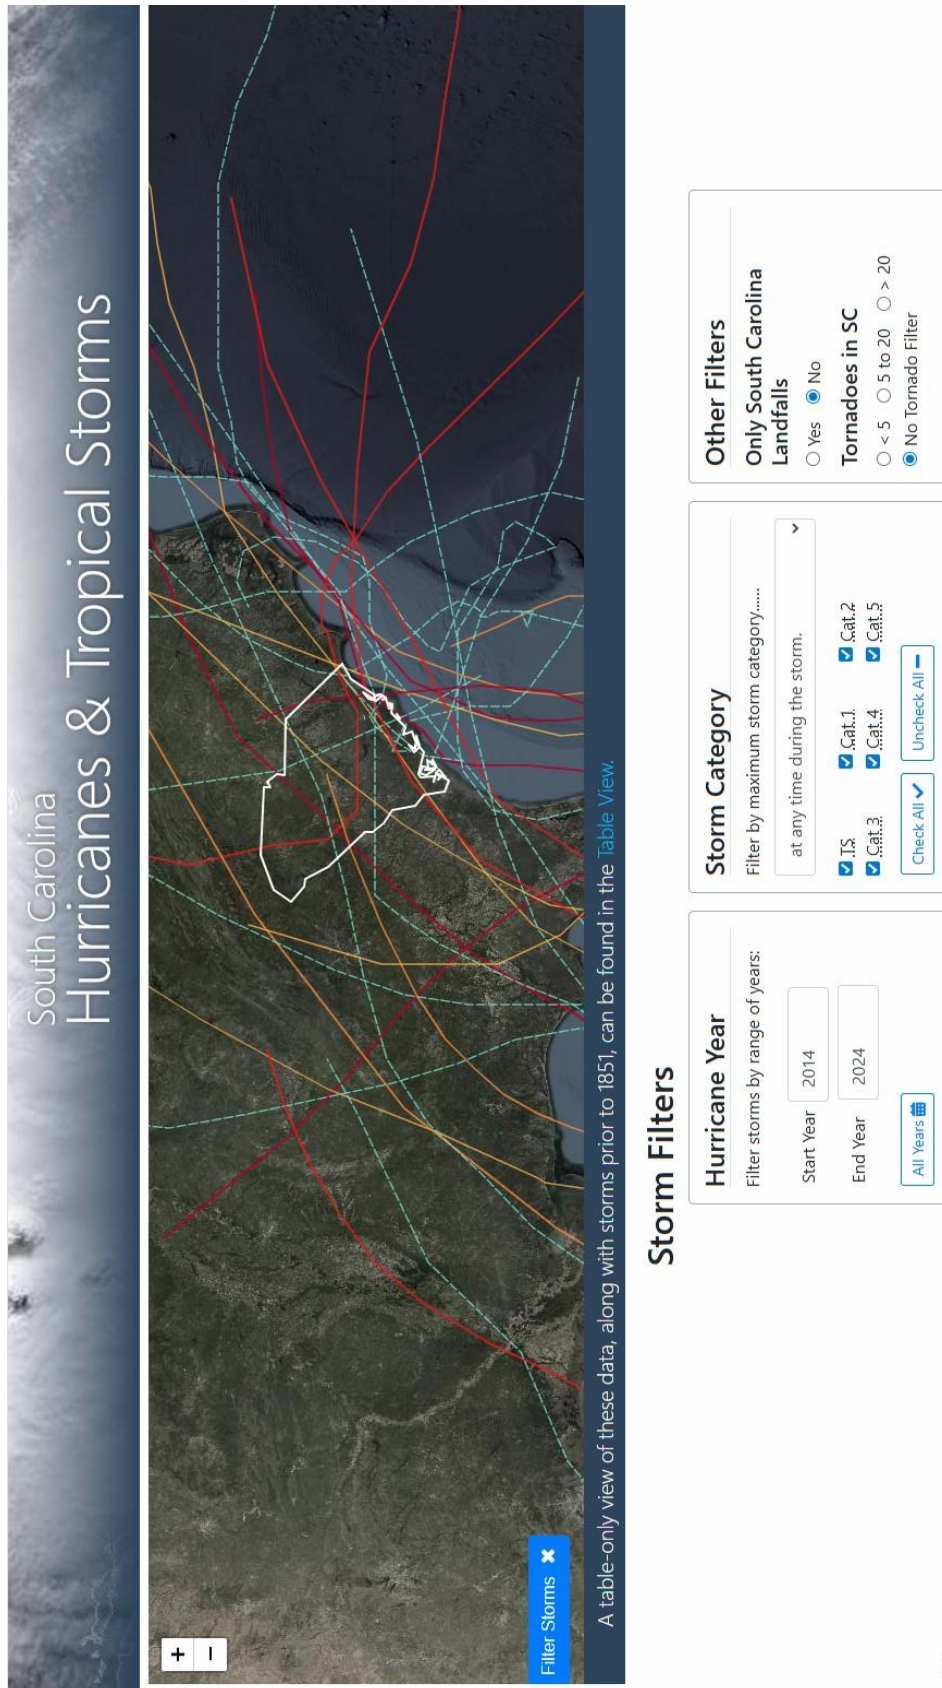 South Carolina
Hurricanes & Tropical Storms
+
−
Filter Storms ✖
A table-only view of these data, along with storms prior to 1851, can be found in the Table View.
Storm Filters
Hurricane Year
Filter storms by range of years:
Start Year 2014
End Year 2024
All Years
Storm Category
Filter by maximum storm category......
at any time during the storm.
TS Cat.1 Cat.2
Cat.3 Cat.4 Cat.5
Check All ✔ Uncheck All −
Other Filters
Only South Carolina
Landfalls
Yes No
Tornadoes in SC
< 5 5 to 20 > 20
No Tornado Filter